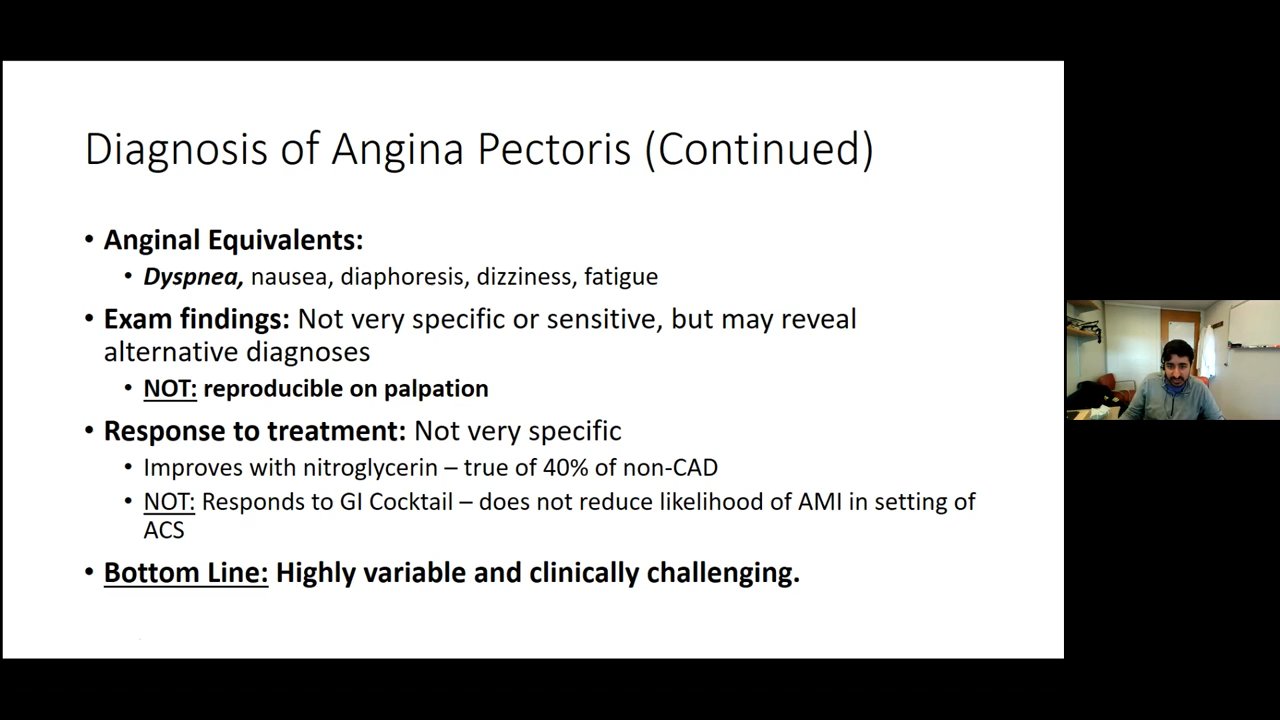 Diagnosis of Angina Pectoris (Continued)
• Anginal Equivalents:
• Dyspnea, nausea, diaphoresis, dizziness, fatigue
• Exam findings: Not very specific or sensitive, but may reveal
alternative diagnoses
• NOT: reproducible on palpation
• Response to treatment: Not very specific
• Improves with nitroglycerin – true of 40% of non-CAD
• NOT: Responds to GI Cocktail – does not reduce likelihood of AMI in setting of
ACS
• Bottom Line: Highly variable and clinically challenging.